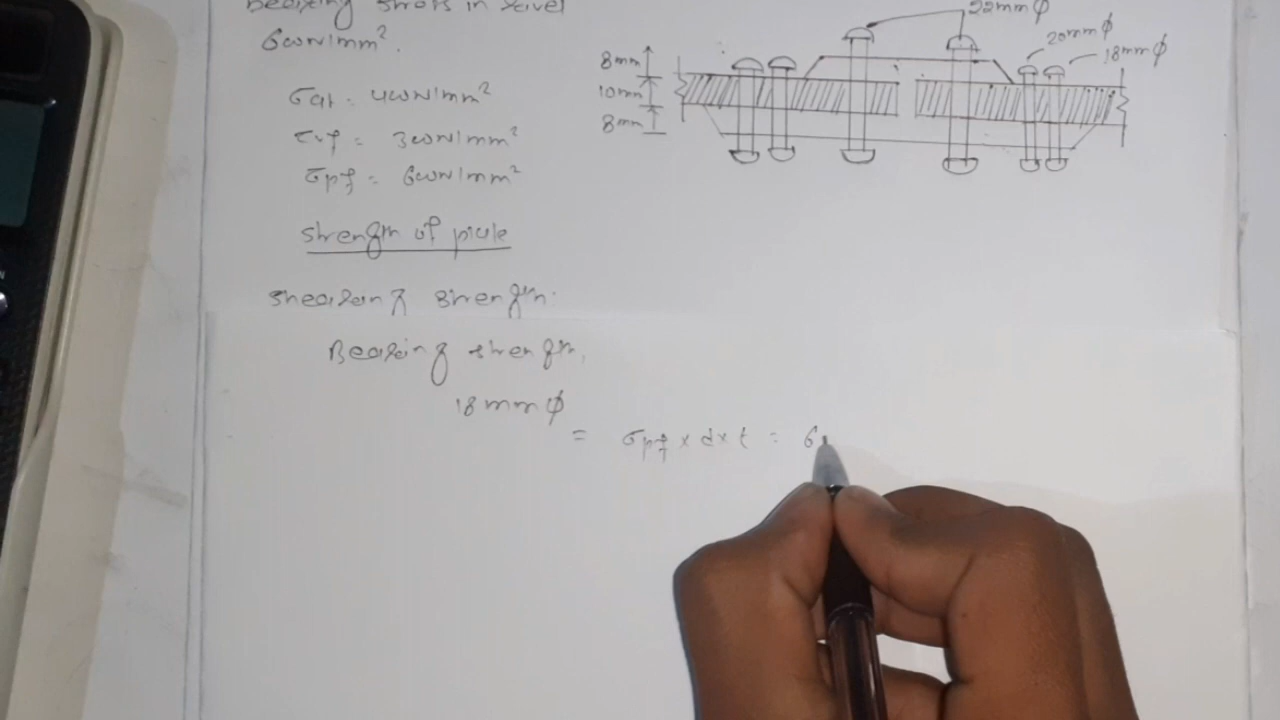 Bearing stress in rivet
600N/mm².
σat = 400N/mm²
τvf = 300N/mm²
σpf = 600N/mm²
strength of plate
Shearing strength.
Bearing strength,
18mm φ
= σpf × d × t = 6
22mm φ
20mm φ
18mm φ
8mm
10mm
8mm